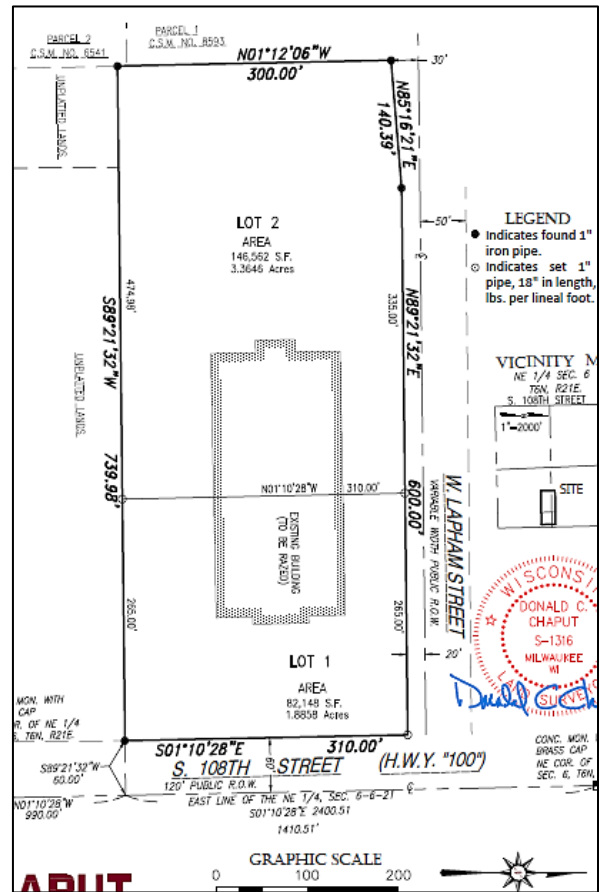 PARCEL 2
C.S.M. NO. 6541
PARCEL 1
C.S.M. NO. 8593
N01°12'06"W
300.00'
30'
UNPLATTED LANDS
N85°16'21"E
140.39'
LOT 2
AREA
146,562 S.F.
3.3646 Acres
50'
LEGEND
Indicates found 1"
iron pipe.
Indicates set 1"
pipe, 18" in length,
lbs. per lineal foot.
474.98'
S89°21'32"W
739.98'
335.00'
N89°21'32"E
600.00'
UNPLATTED LANDS
VICINITY M
NE 1/4 SEC. 6
T6N, R21E
S. 108TH STREET
1"=2000'
SITE
N01°10'28"W 310.00'
EXISTING BUILDING
(TO BE RAZED)
W. LAPHAM STREET
VARIABLE WIDTH PUBLIC R.O.W.
265.00'
265.00'
20'
WISCONSI
DONALD C.
CHAPUT
S-1316
MILWAUKEE
WI
LAND SURVEYO
LOT 1
AREA
82,148 S.F.
1.8858 Acres
MON. WITH
CAP
R. OF NE 1/4
T6N, R21E
S01°10'28"E 310.00'
S. 108TH STREET (H.W.Y. "100")
60'
120' PUBLIC R.O.W.
S89°21'32"W
60.00'
N01°10'28"W
990.00'
EAST LINE OF THE NE 1/4, SEC. 6-6-21
S01°10'28"E 2400.51
1410.51'
CONC. MON.
BRASS CAP
NE COR. OF
SEC. 6, T6N,
APUT
GRAPHIC SCALE
0 100 200